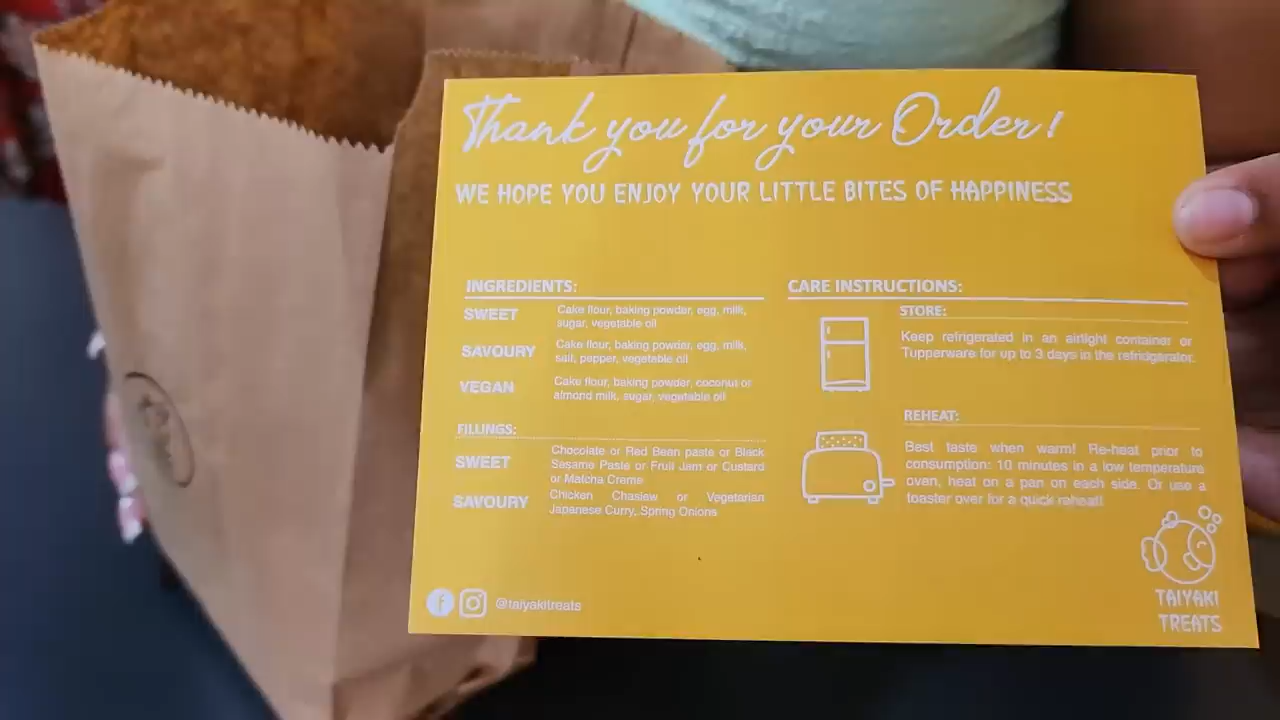 Thank you for your Order!
WE HOPE YOU ENJOY YOUR LITTLE BITES OF HAPPINESS
INGREDIENTS:
SWEET
Cake flour, baking powder, egg, milk,
sugar, vegetable oil
SAVOURY
Cake flour, baking powder, egg, milk,
salt, pepper, vegetable oil
VEGAN
Cake flour, baking powder, coconut or
almond milk, sugar, vegetable oil
FILLINGS:
SWEET
Chocolate or Red Bean paste or Black
Sesame Paste or Fruit Jam or Custard
or Matcha Creme
SAVOURY
Chicken Chasiew or Vegetarian
Japanese Curry, Spring Onions
@taiyakitreats
CARE INSTRUCTIONS:
STORE:
Keep refrigerated in an airtight container or
Tupperware for up to 3 days in the refridgerator.
REHEAT:
Best taste when warm! Re-heat prior to
consumption: 10 minutes in a low temperature
oven, heat on a pan on each side. Or use a
toaster over for a quick reheat!
TAIYAKI
TREATS